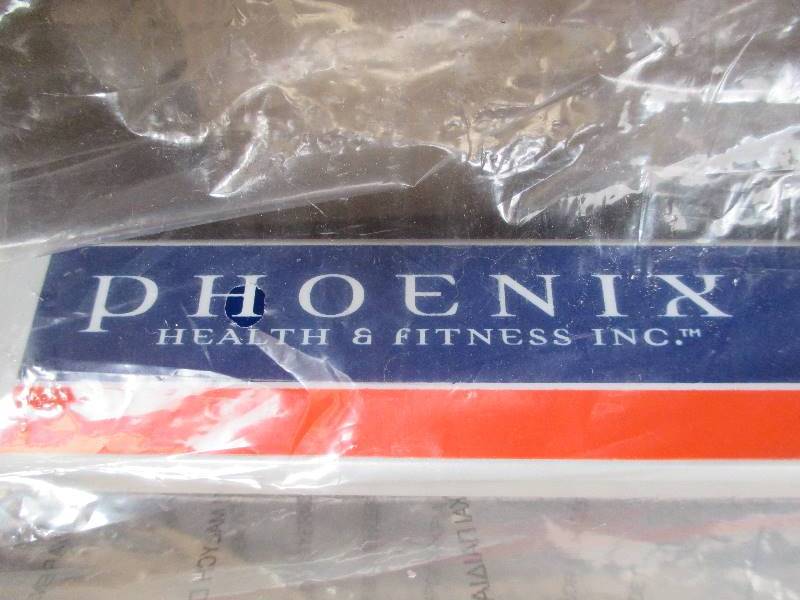 PHOENIX
HEALTH & FITNESS INC.™